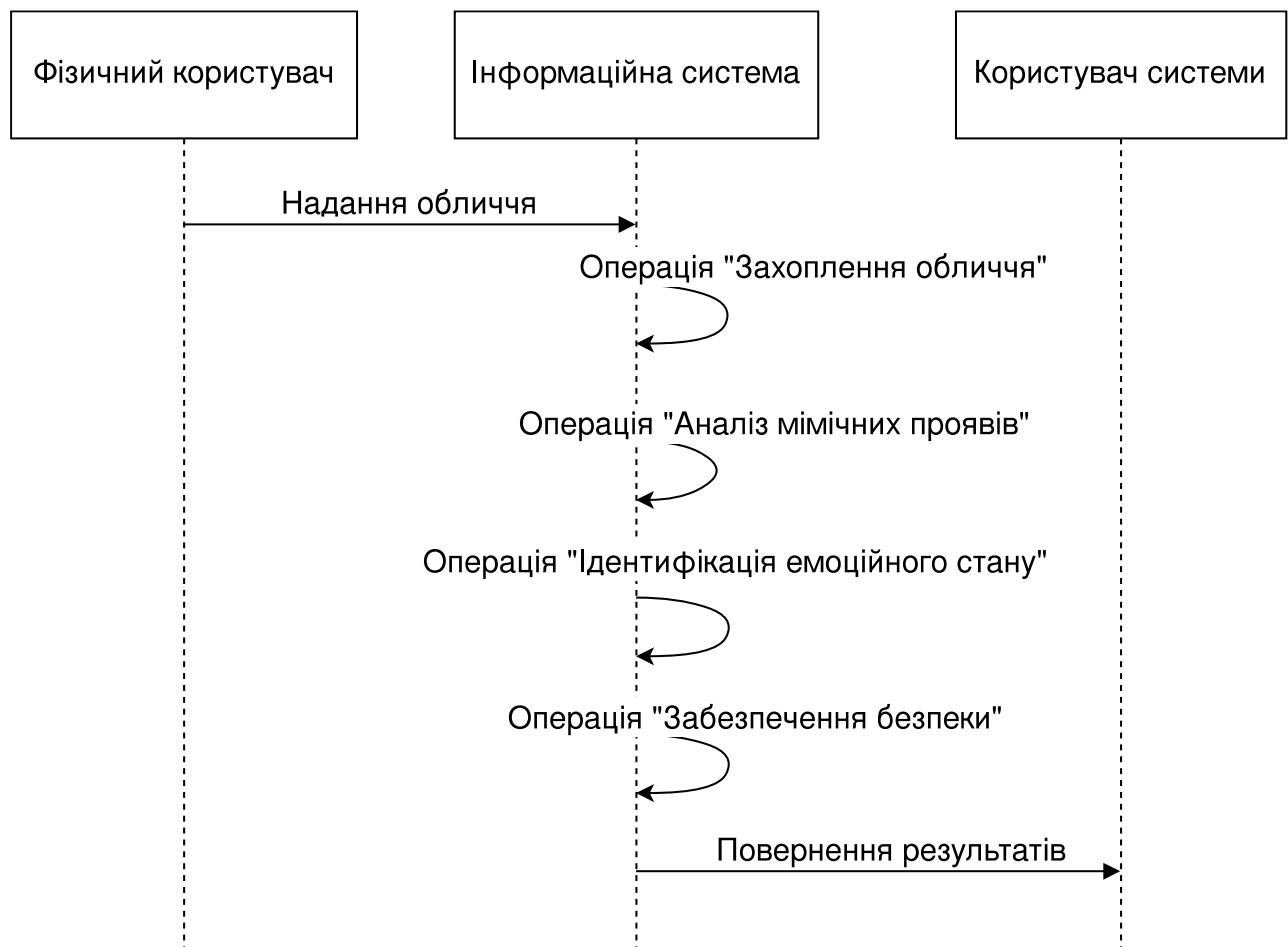 Фізичний користувач
Інформаційна система
Користувач системи
Надання обличчя
Операція "Захоплення обличчя"
Операція "Аналіз мімічних проявів"
Операція "Ідентифікація емоційного стану"
Операція "Забезпечення безпеки"
Повернення результатів